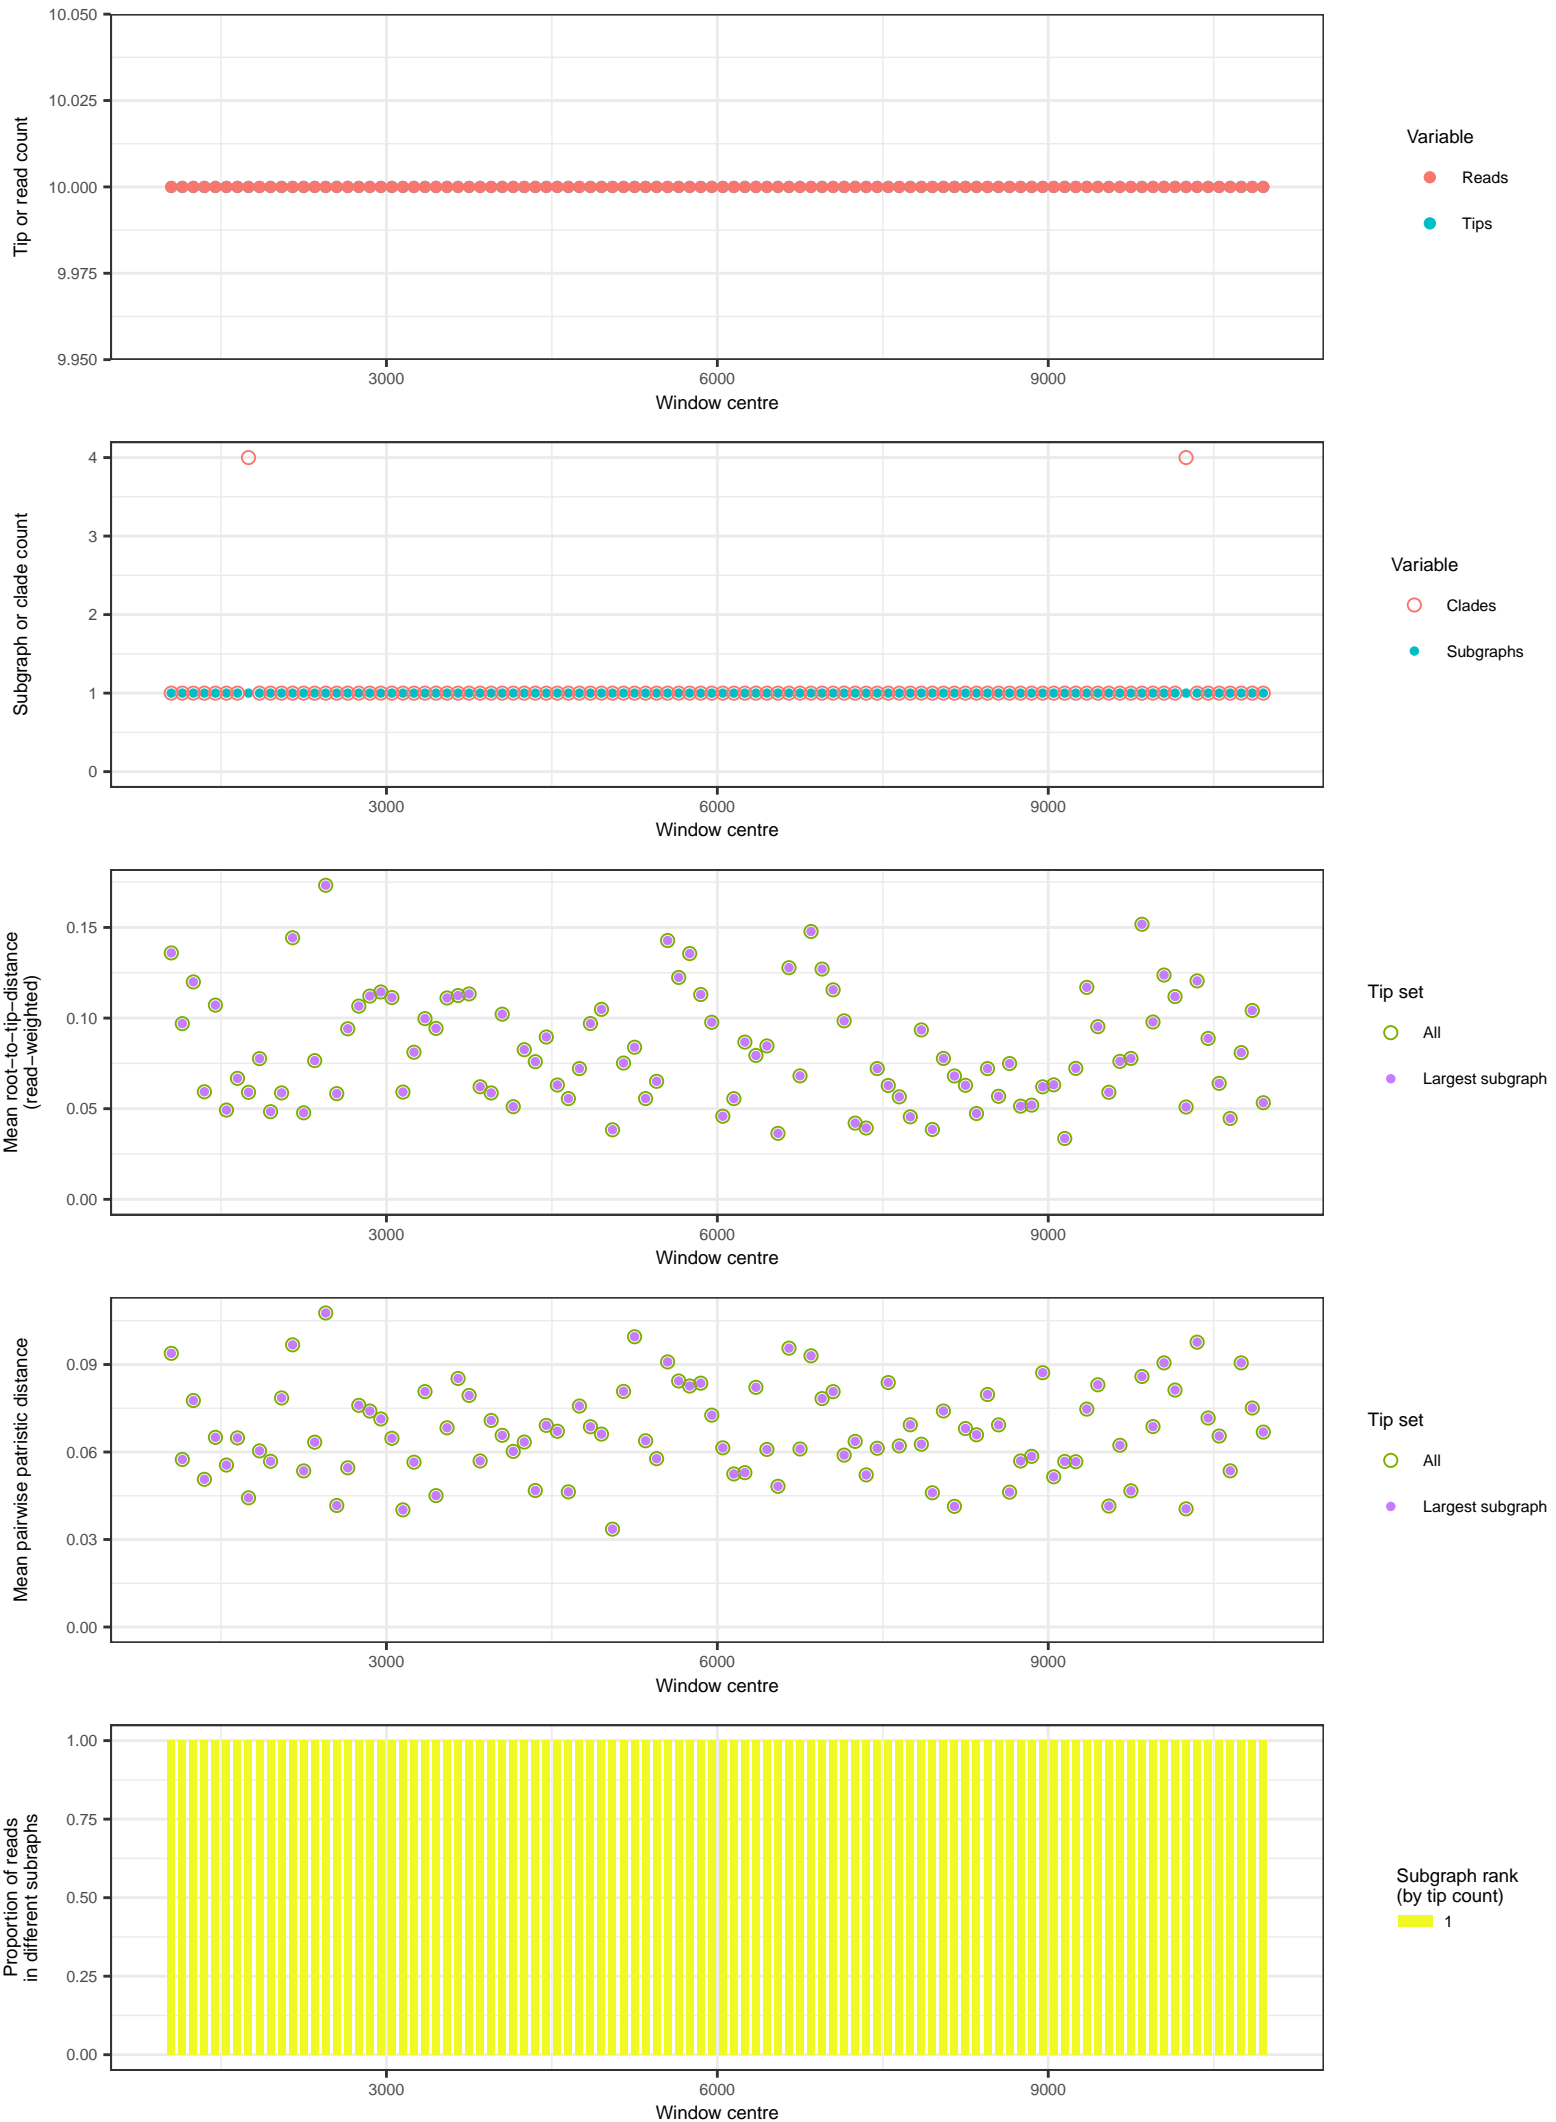 10.050
10.025
10.000
9.975
9.950
Tip or read count
3000 6000 9000
Window centre
Variable
Reads
Tips
4
3
2
1
0
Subgraph or clade count
3000 6000 9000
Window centre
Variable
Clades
Subgraphs
0.15
0.10
0.05
0.00
Mean root−to−tip−distance
(read−weighted)
3000 6000 9000
Window centre
Tip set
All
Largest subgraph
0.09
0.06
0.03
0.00
Mean pairwise patristic distance
3000 6000 9000
Window centre
Tip set
All
Largest subgraph
1.00
0.75
0.50
0.25
0.00
Proportion of reads
in different subraphs
3000 6000 9000
Window centre
Subgraph rank
(by tip count)
1